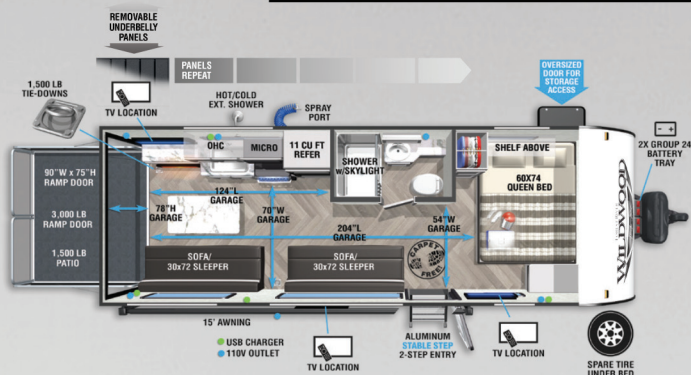 REMOVABLE
UNDERBELLY
PANELS
PANELS
REPEAT
1,500 LB
TIE-DOWNS
TV LOCATION
HOT/COLD
EXT. SHOWER
SPRAY
PORT
OVERSIZED
DOOR FOR
STORAGE
ACCESS
2X GROUP 24
BATTERY
TRAY
OHC
MICRO
11 CU FT
REFER
SHOWER
w/SKYLIGHT
SHELF ABOVE
60X74
QUEEN BED
WILDWOOD
90"W x 75"H
RAMP DOOR
3,000 LB
RAMP DOOR
1,500 LB
PATIO
78"H
GARAGE
124"L
GARAGE
70"W
GARAGE
204"L
GARAGE
54"W
GARAGE
CARPET
FREE!
SOFA/
30x72 SLEEPER
SOFA/
30x72 SLEEPER
15' AWNING
USB CHARGER
110V OUTLET
TV LOCATION
ALUMINUM
STABLE STEP
2-STEP ENTRY
TV LOCATION
SPARE TIRE
UNDER BED